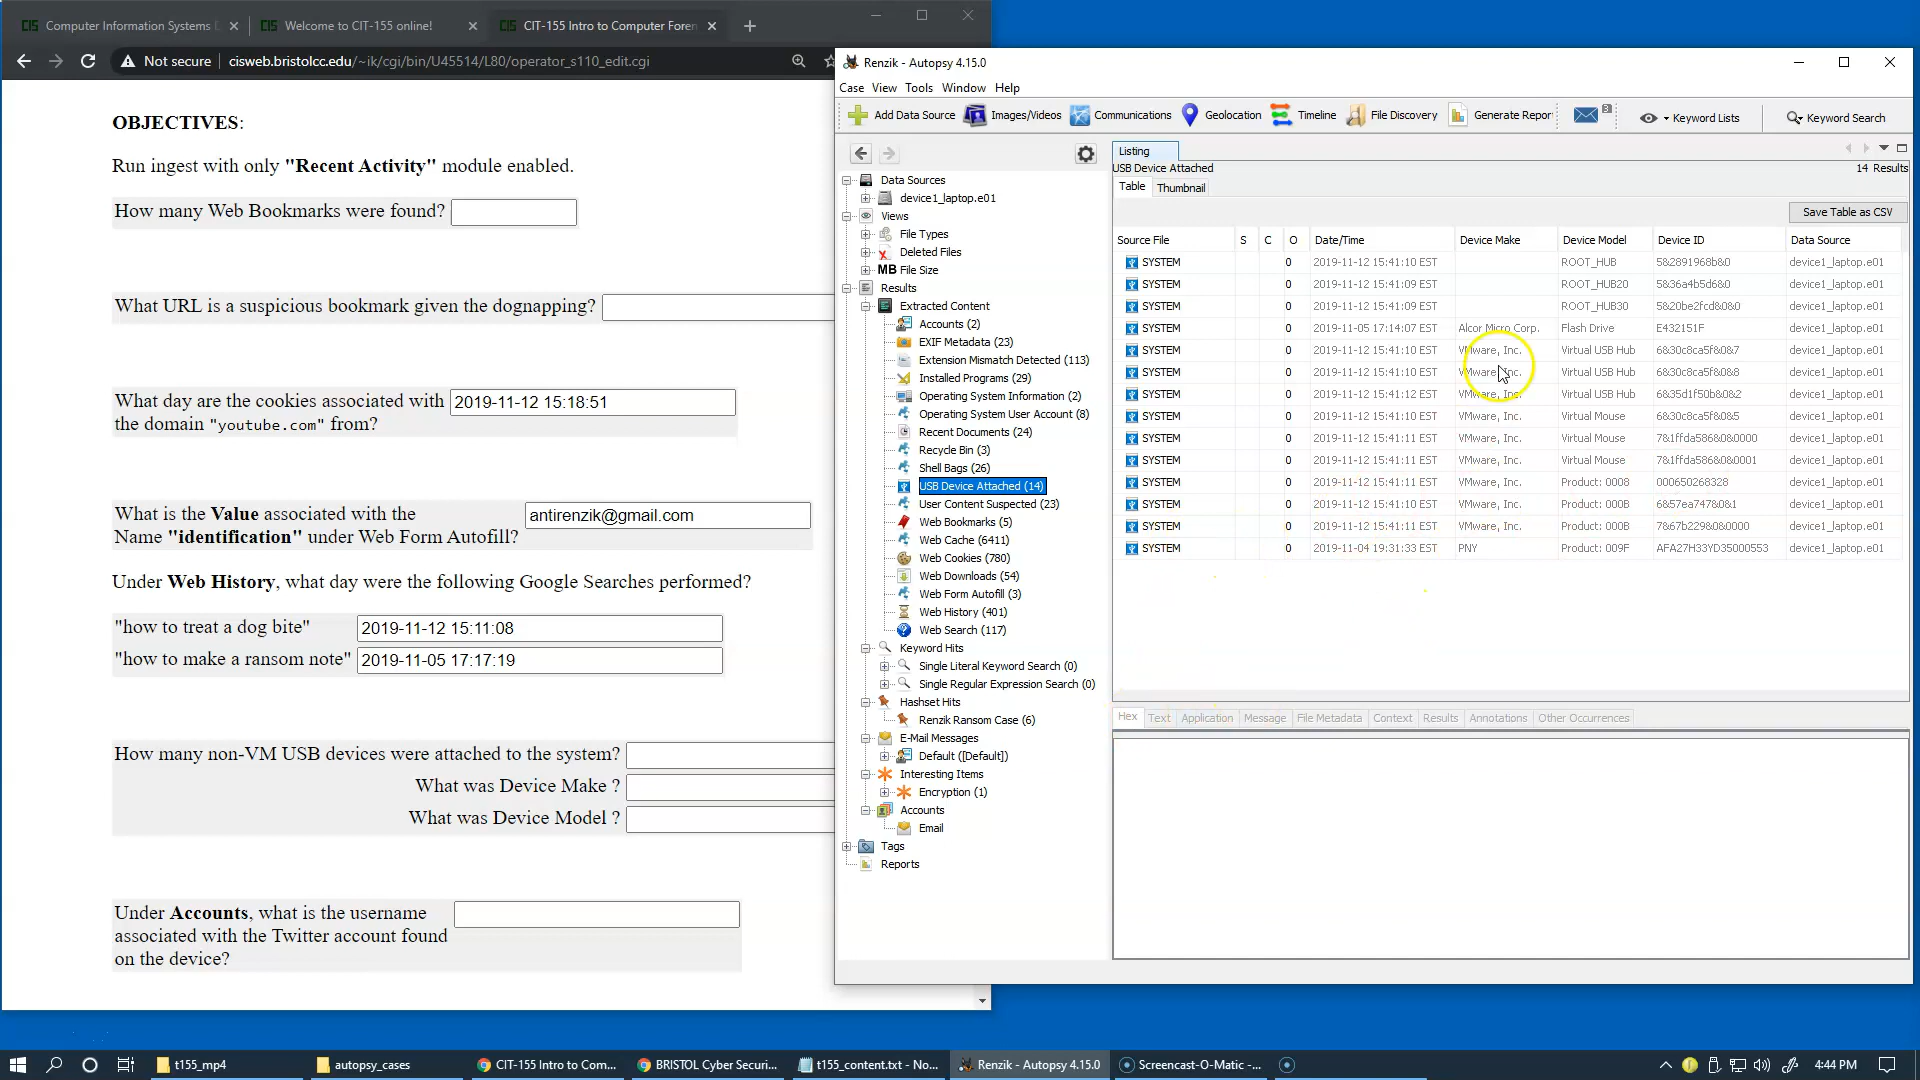 Computer Information Systems D
Welcome to CIT-155 online!
CIT-155 Intro to Computer Foren
Not secure
cisweb.bristolcc.edu/~ik/cgi/bin/U45514/L80/operator_s110_edit.cgi
OBJECTIVES:
Run ingest with only "Recent Activity" module enabled.
How many Web Bookmarks were found?
What URL is a suspicious bookmark given the dognapping?
What day are the cookies associated with
the domain "youtube.com" from?
2019-11-12 15:18:51
What is the Value associated with the
Name "identification" under Web Form Autofill?
antirenzik@gmail.com
Under Web History, what day were the following Google Searches performed?
"how to treat a dog bite"
2019-11-12 15:11:08
"how to make a ransom note"
2019-11-05 17:17:19
How many non-VM USB devices were attached to the system?
What was Device Make ?
What was Device Model ?
Under Accounts, what is the username
associated with the Twitter account found
on the device?
Renzik - Autopsy 4.15.0
Case View Tools Window Help
Add Data Source Images/Videos Communications Geolocation Timeline File Discovery Generate Repor 3 Keyword Lists Keyword Search
Data Sources
device1_laptop.e01
Views
File Types
Deleted Files
MB File Size
Results
Extracted Content
Accounts (2)
EXIF Metadata (23)
Extension Mismatch Detected (113)
Installed Programs (29)
Operating System Information (2)
Operating System User Account (8)
Recent Documents (24)
Recycle Bin (3)
Shell Bags (26)
USB Device Attached (14)
User Content Suspected (23)
Web Bookmarks (5)
Web Cache (6411)
Web Cookies (780)
Web Downloads (54)
Web Form Autofill (3)
Web History (401)
Web Search (117)
Keyword Hits
Single Literal Keyword Search (0)
Single Regular Expression Search (0)
Hashset Hits
Renzik Ransom Case (6)
E-Mail Messages
Default ([Default])
Interesting Items
Encryption (1)
Accounts
Email
Tags
Reports
Listing
USB Device Attached 14 Results
Table Thumbnail
Save Table as CSV
Source File S C O Date/Time Device Make Device Model Device ID Data Source
SYSTEM 0 2019-11-12 15:41:10 EST ROOT_HUB 5&2891968b&0 device1_laptop.e01
SYSTEM 0 2019-11-12 15:41:09 EST ROOT_HUB20 5&36a4b5d6&0 device1_laptop.e01
SYSTEM 0 2019-11-12 15:41:09 EST ROOT_HUB30 5&20be2fcd&0&0 device1_laptop.e01
SYSTEM 0 2019-11-05 17:14:07 EST Alcor Micro Corp. Flash Drive E432151F device1_laptop.e01
SYSTEM 0 2019-11-12 15:41:10 EST VMware, Inc. Virtual USB Hub 6&30c8ca5f&0&7 device1_laptop.e01
SYSTEM 0 2019-11-12 15:41:10 EST VMware, Inc. Virtual USB Hub 6&30c8ca5f&0&8 device1_laptop.e01
SYSTEM 0 2019-11-12 15:41:12 EST VMware, Inc. Virtual USB Hub 6&35d1f50b&0&2 device1_laptop.e01
SYSTEM 0 2019-11-12 15:41:10 EST VMware, Inc. Virtual Mouse 6&30c8ca5f&0&5 device1_laptop.e01
SYSTEM 0 2019-11-12 15:41:11 EST VMware, Inc. Virtual Mouse 7&1ffda586&0&0000 device1_laptop.e01
SYSTEM 0 2019-11-12 15:41:11 EST VMware, Inc. Virtual Mouse 7&1ffda586&0&0001 device1_laptop.e01
SYSTEM 0 2019-11-12 15:41:11 EST VMware, Inc. Product: 0008 000650268328 device1_laptop.e01
SYSTEM 0 2019-11-12 15:41:11 EST VMware, Inc. Product: 000B 6&57ea747&0&1 device1_laptop.e01
SYSTEM 0 2019-11-12 15:41:11 EST VMware, Inc. Product: 000B 7&67b229&0&0000 device1_laptop.e01
SYSTEM 0 2019-11-04 19:31:33 EST PNY Product: 009F AFA27H33YD35000553 device1_laptop.e01
Hex Text Application Message File Metadata Context Results Annotations Other Occurrences
t155_mp4
autopsy_cases
CIT-155 Intro to Com...
BRISTOL Cyber Securi...
t155_content.txt - No...
Renzik - Autopsy 4.15.0
Screencast-O-Matic -...
4:44 PM